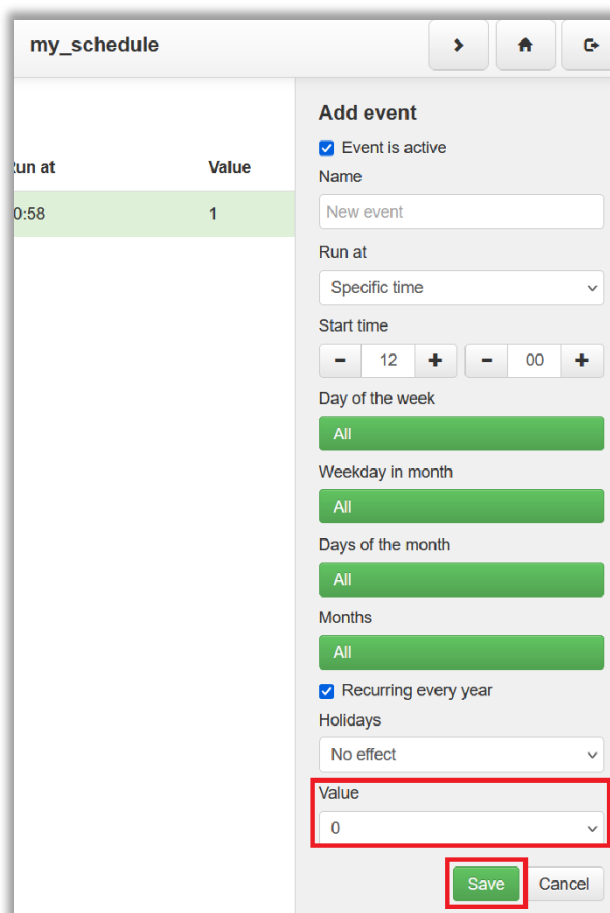 my_schedule
Run at
Value
0:58
1
Add event
Event is active
Name
New event
Run at
Specific time
Start time
12
00
Day of the week
All
Weekday in month
All
Days of the month
All
Months
All
Recurring every year
Holidays
No effect
Value
0
Save
Cancel